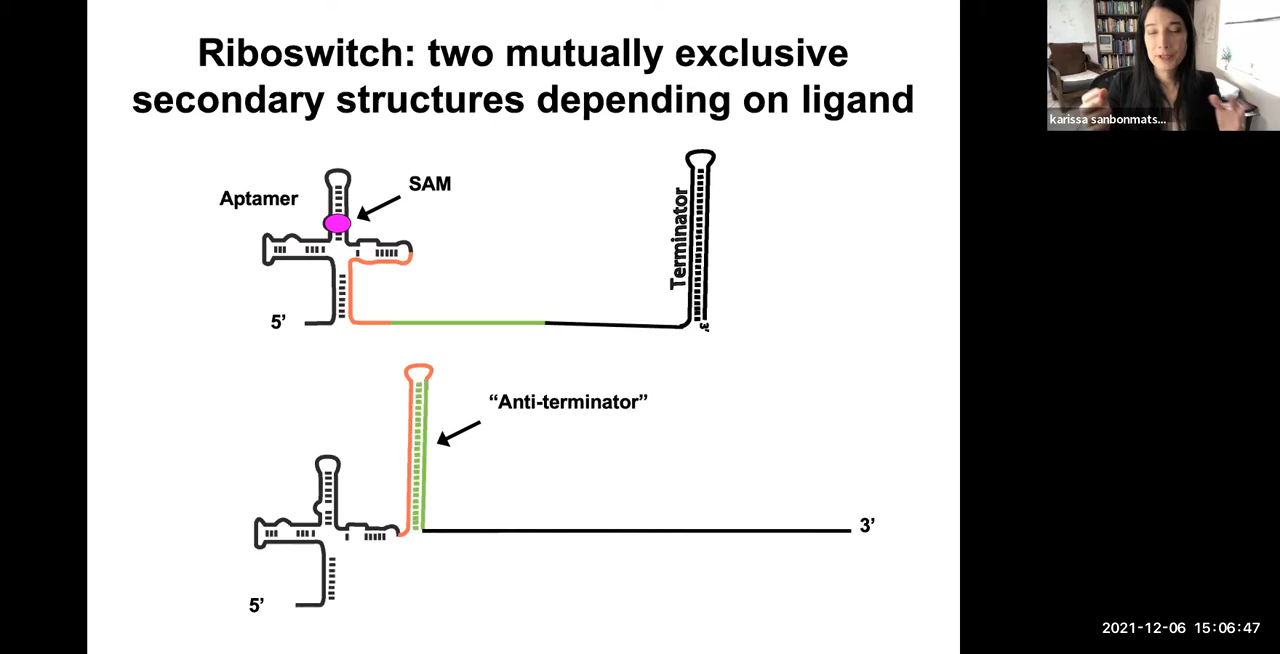 Riboswitch: two mutually exclusive
secondary structures depending on ligand
karissa sanbonmats...
Aptamer
SAM
Terminator
5’
3’
“Anti-terminator”
3’
5’
2021-12-06 15:06:47